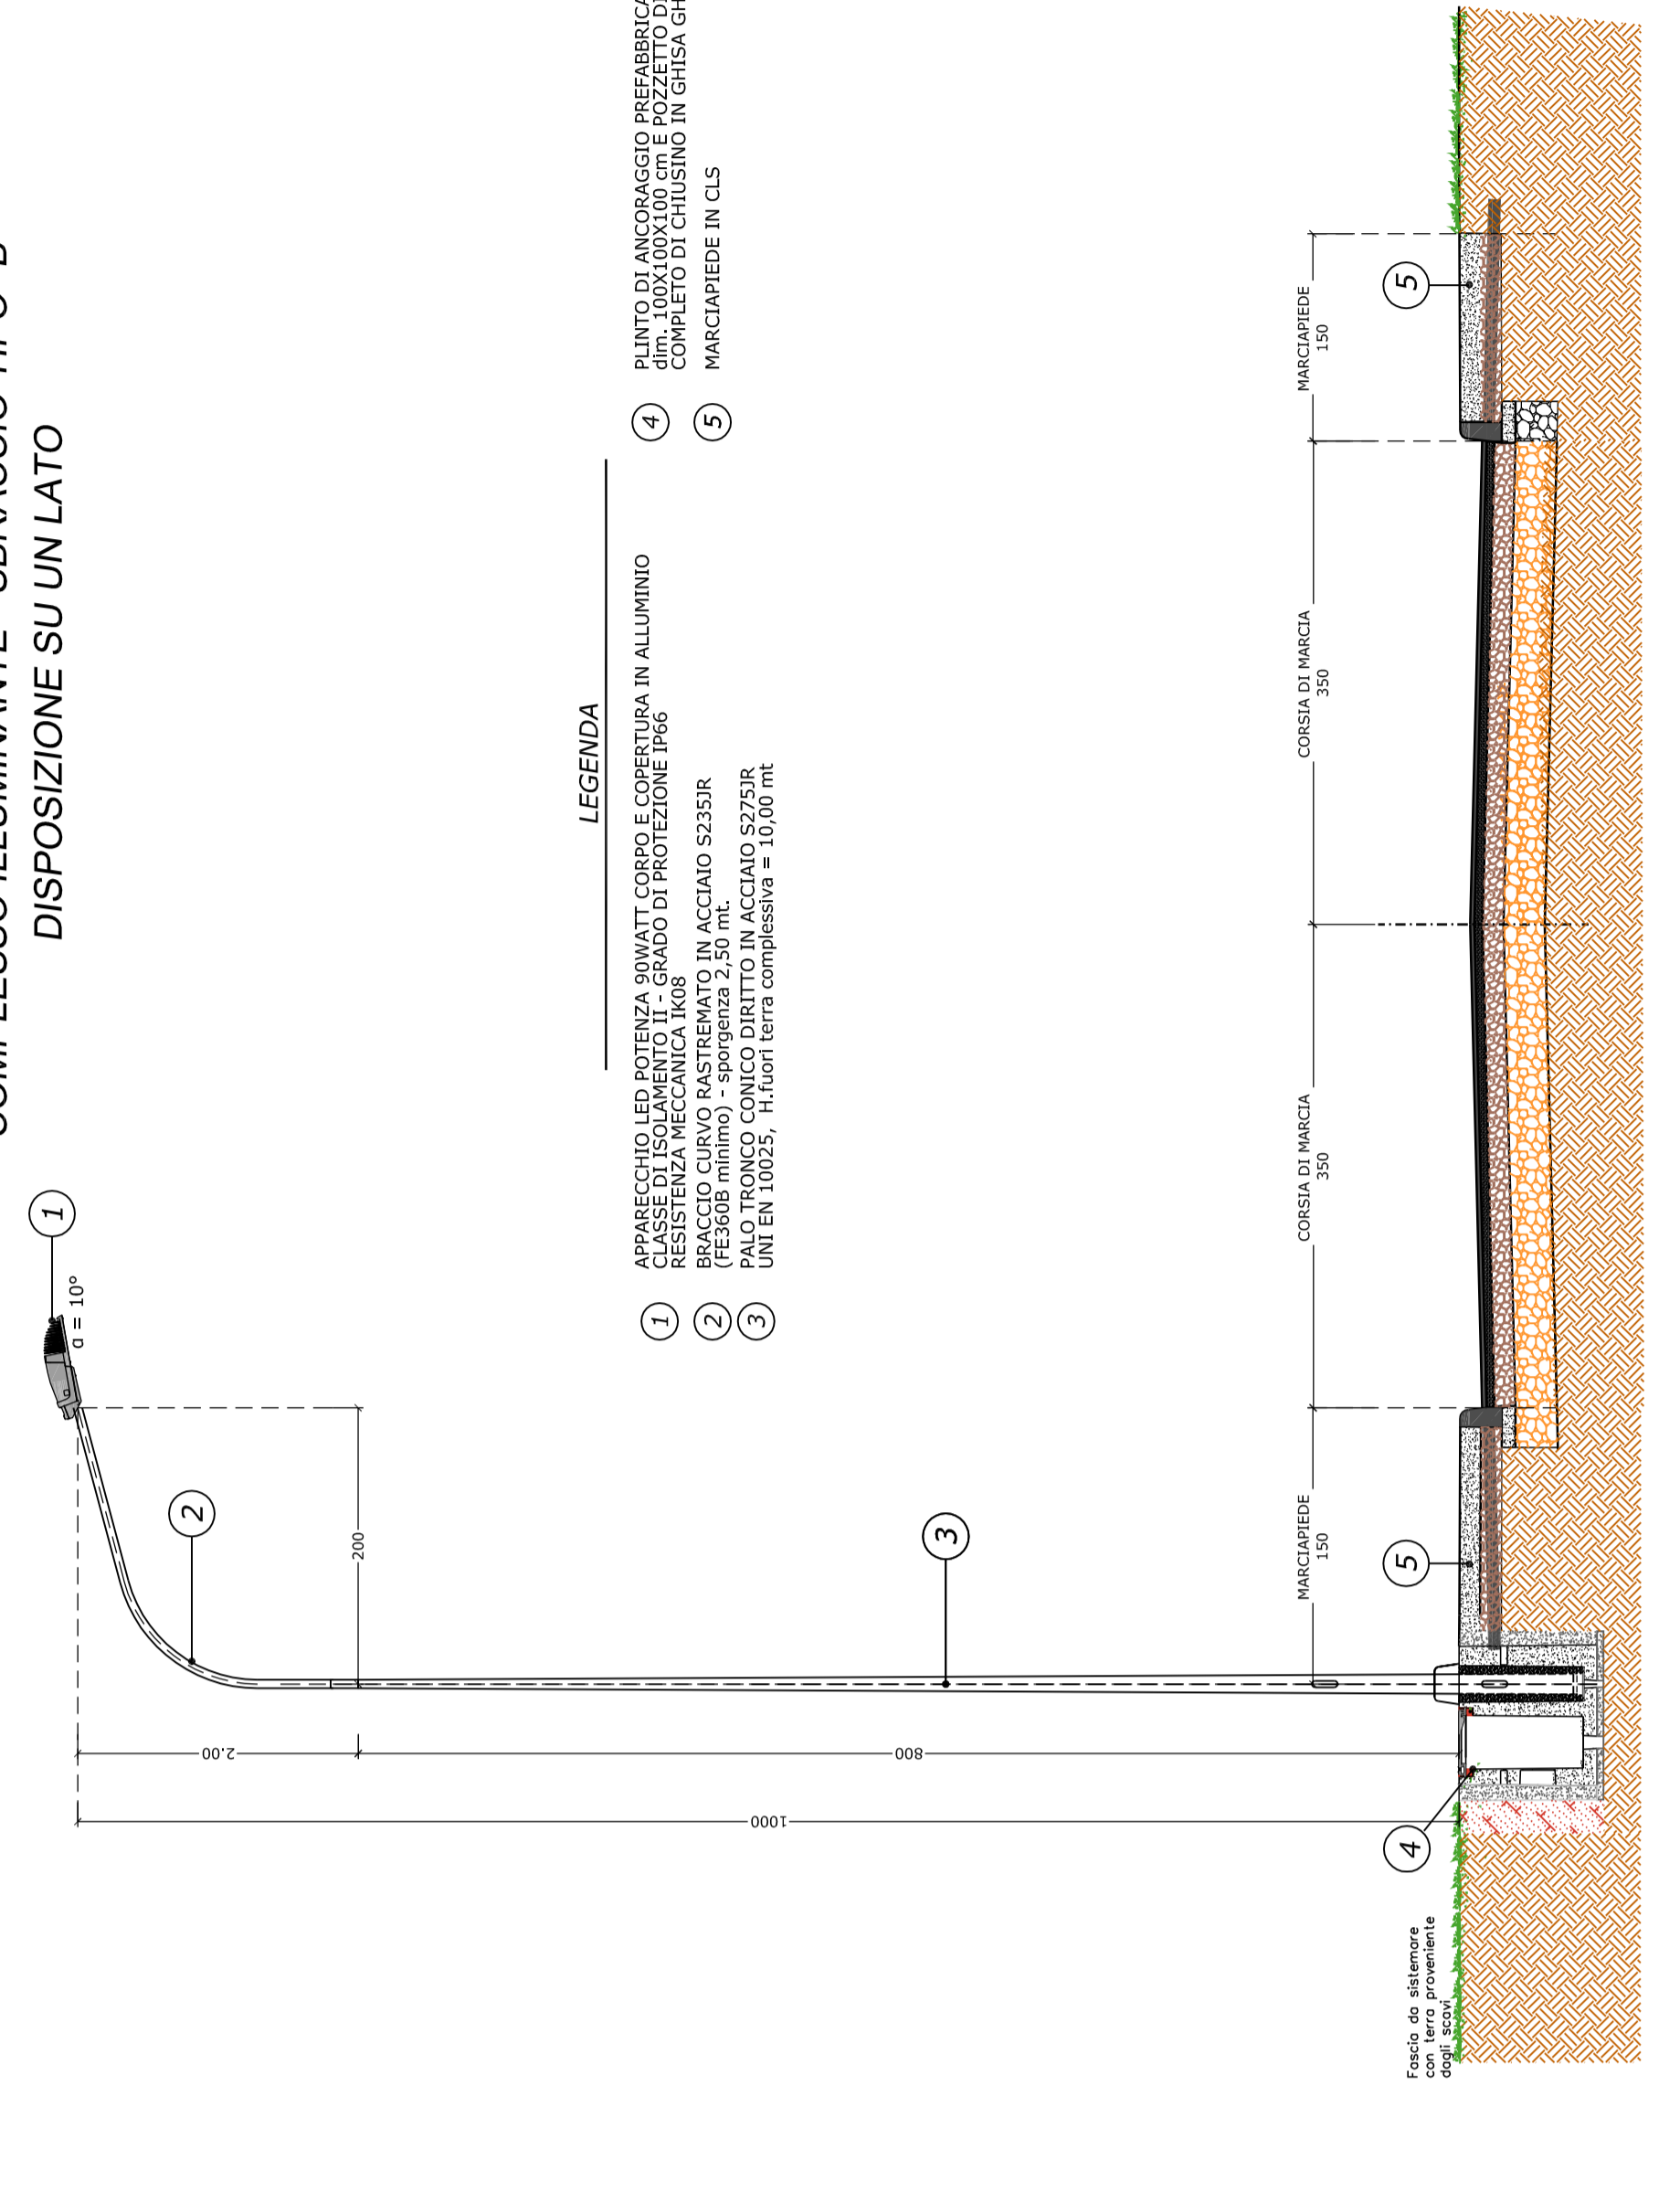 DISPOSIZIONE SU UN LATO
1
α = 10°
2
200
3
2.00
800
1000
LEGENDA
1
APPARECCHIO LED POTENZA 90WATT CORPO E COPERTURA IN ALLUMINIO
CLASSE DI ISOLAMENTO II - GRADO DI PROTEZIONE IP66
RESISTENZA MECCANICA IK08
2
BRACCIO CURVO RASTREMATO IN ACCIAIO S235JR
(FE360B minimo) - sporgenza 2,50 mt.
3
PALO TRONCO CONICO DIRITTO IN ACCIAIO S275JR
UNI EN 10025, H.fuori terra complessiva = 10,00 mt
4
PLINTO DI ANCORAGGIO PREFABBRICA
dim. 100X100X100 cm E POZZETTO DI
COMPLETO DI CHIUSINO IN GHISA GH
5
MARCIAPIEDE IN CLS
MARCIAPIEDE
150
CORSIA DI MARCIA
350
CORSIA DI MARCIA
350
MARCIAPIEDE
150
4
5
5
Fascia da sistemare
con terra proveniente
dagli scavi